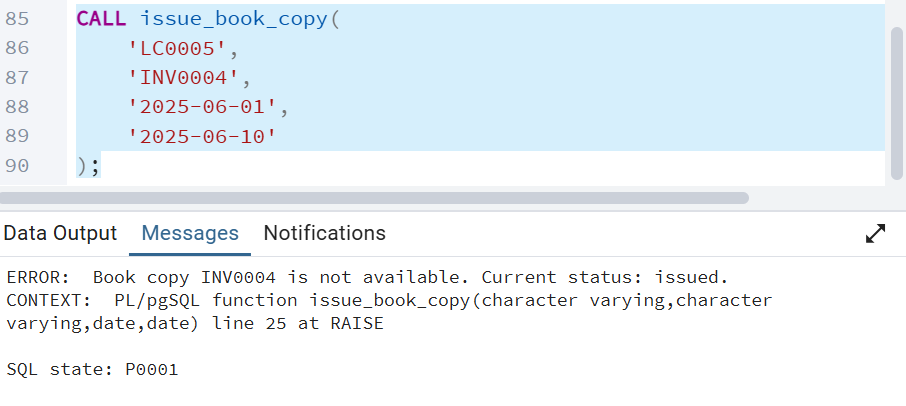 85 CALL issue_book_copy(
86 'LC0005',
87 'INV0004',
88 '2025-06-01',
89 '2025-06-10'
90 );
Data Output Messages Notifications
ERROR:  Book copy INV0004 is not available. Current status: issued.
CONTEXT:  PL/pgSQL function issue_book_copy(character varying,character
varying,date,date) line 25 at RAISE
SQL state: P0001